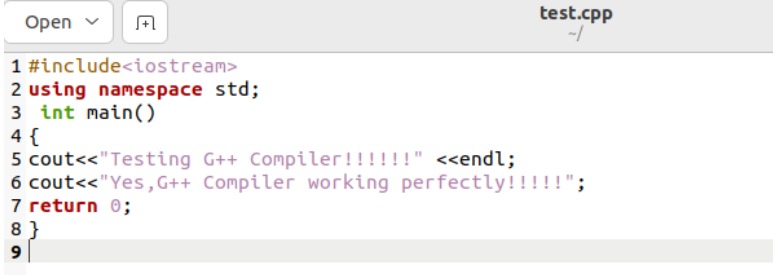 Open
test.cpp
~/
1 #include<iostream>
2 using namespace std;
3  int main()
4 {
5 cout<<"Testing G++ Compiler!!!!!!" <<endl;
6 cout<<"Yes,G++ Compiler working perfectly!!!!!";
7 return 0;
8 }
9